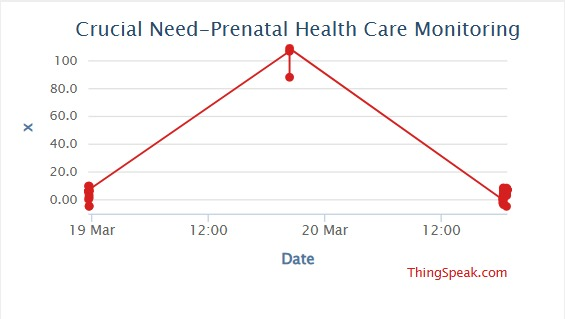 Crucial Need-Prenatal Health Care Monitoring
100
80.0
60.0
40.0
20.0
0.00
x
19 Mar
12:00
20 Mar
12:00
Date
ThingSpeak.com